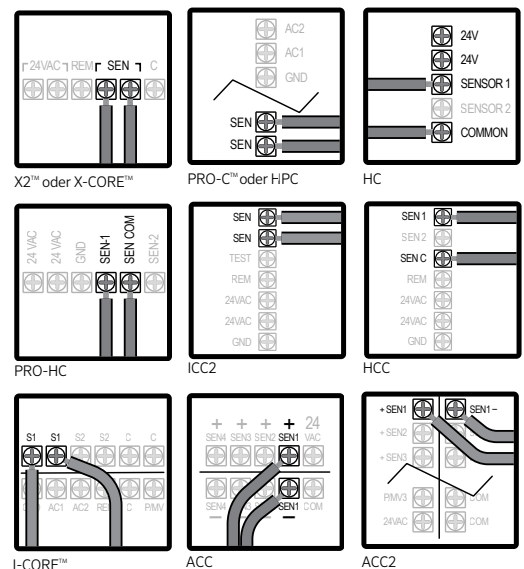 24VAC REM SEN C
X2™ oder X-CORE™
AC2
AC1
GND
SEN
SEN
PRO-C™ oder HPC
24V
24V
SENSOR 1
SENSOR 2
COMMON
HC
24 VAC
24 VAC
GND
SEN-1
SEN COM
SEN-2
PRO-HC
SEN
SEN
TEST
REM
24VAC
24VAC
GND
ICC2
SEN 1
SEN 2
SEN C
REM
24VAC
24VAC
GND
HCC
S1 S1 S2 S2 C C
AC1 AC2 C P/MV
I-CORE™
+ + + + 24
SEN4 SEN3 SEN2 SEN1 VAC
SEN4 SEN1 COM
ACC
+ SEN1 SEN1 –
+ SEN2
+ SEN3
P/MV3 COM
24VAC COM
ACC2